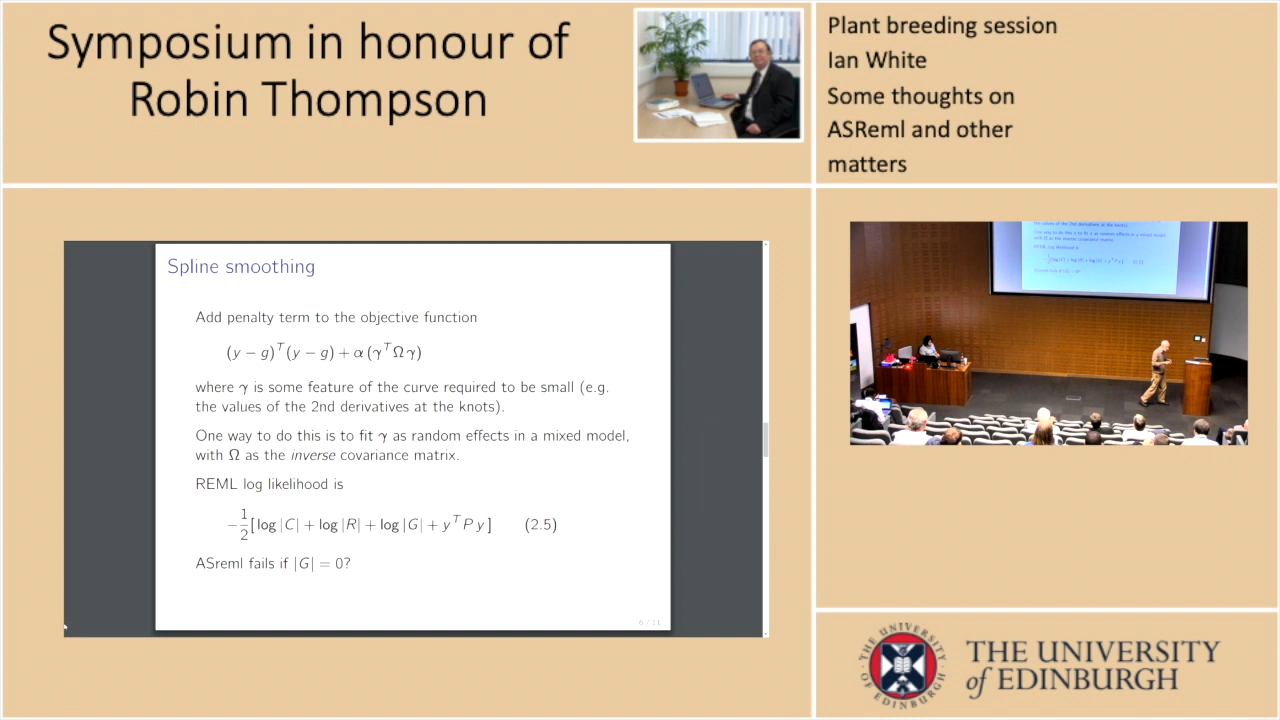 Symposium in honour of
Robin Thompson
Plant breeding session
Ian White
Some thoughts on
ASReml and other
matters
Spline smoothing
Add penalty term to the objective function
(y − g)ᵀ(y − g) + α(γᵀΩγ)
where γ is some feature of the curve required to be small (e.g.
the values of the 2nd derivatives at the knots).
One way to do this is to fit γ as random effects in a mixed model,
with Ω as the inverse covariance matrix.
REML log likelihood is
−1/2[ log |C| + log |R| + log |G| + yᵀP y ] (2.5)
ASreml fails if |G| = 0?
6 / 11
THE UNIVERSITY
of EDINBURGH